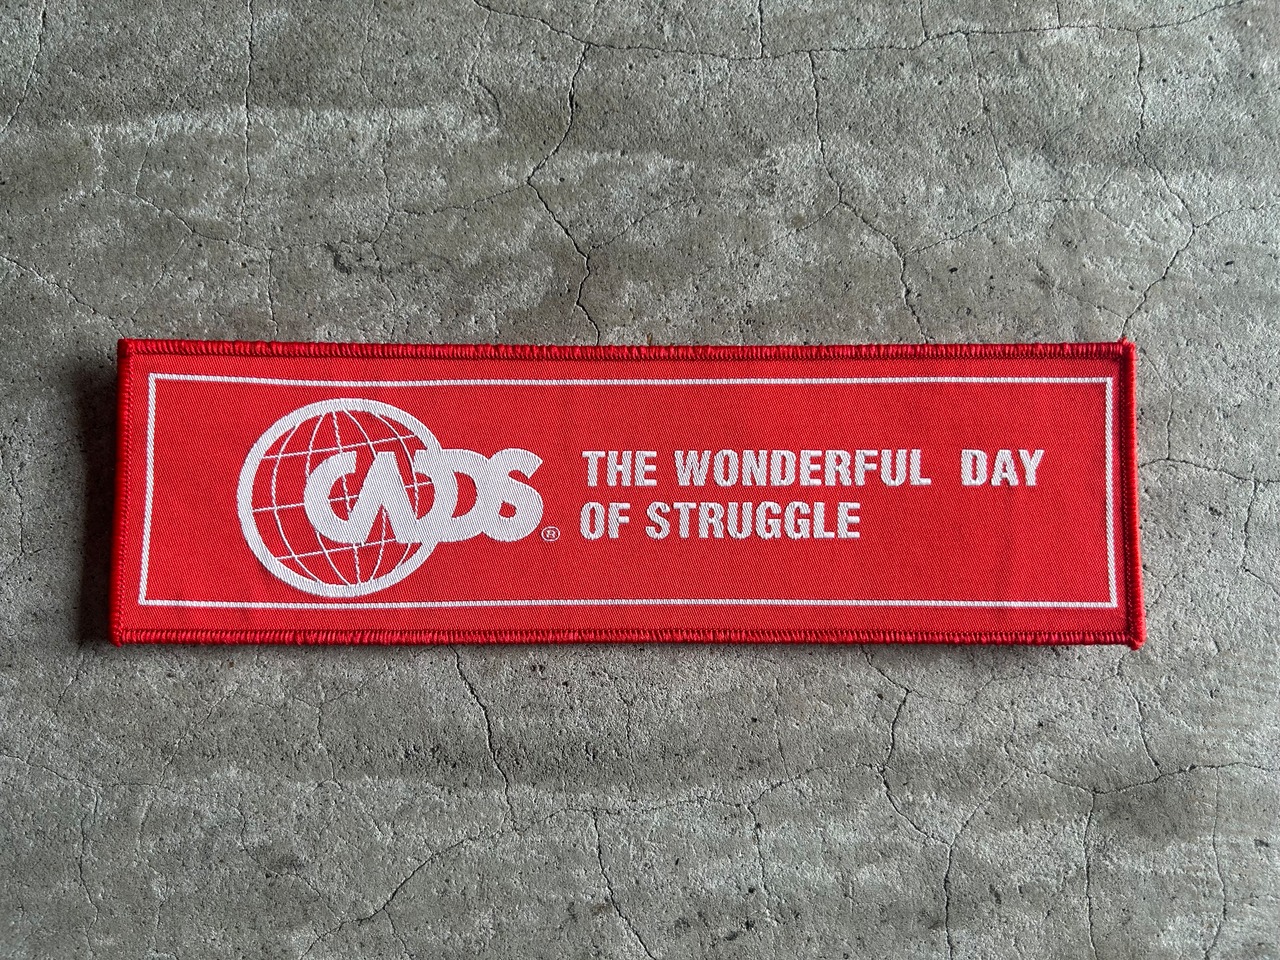 CADS®
THE WONDERFUL DAY
OF STRUGGLE